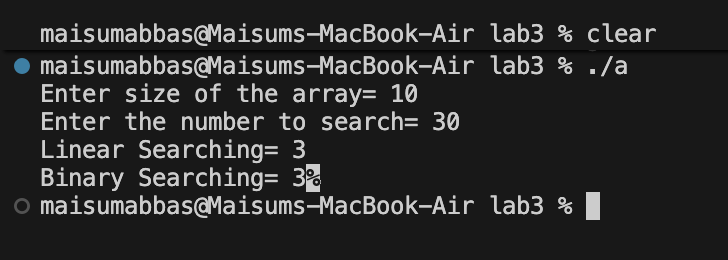 maisumabbas@Maisums-MacBook-Air lab3 % clear
maisumabbas@Maisums-MacBook-Air lab3 % ./a
Enter size of the array= 10
Enter the number to search= 30
Linear Searching= 3
Binary Searching= 3%
maisumabbas@Maisums-MacBook-Air lab3 %